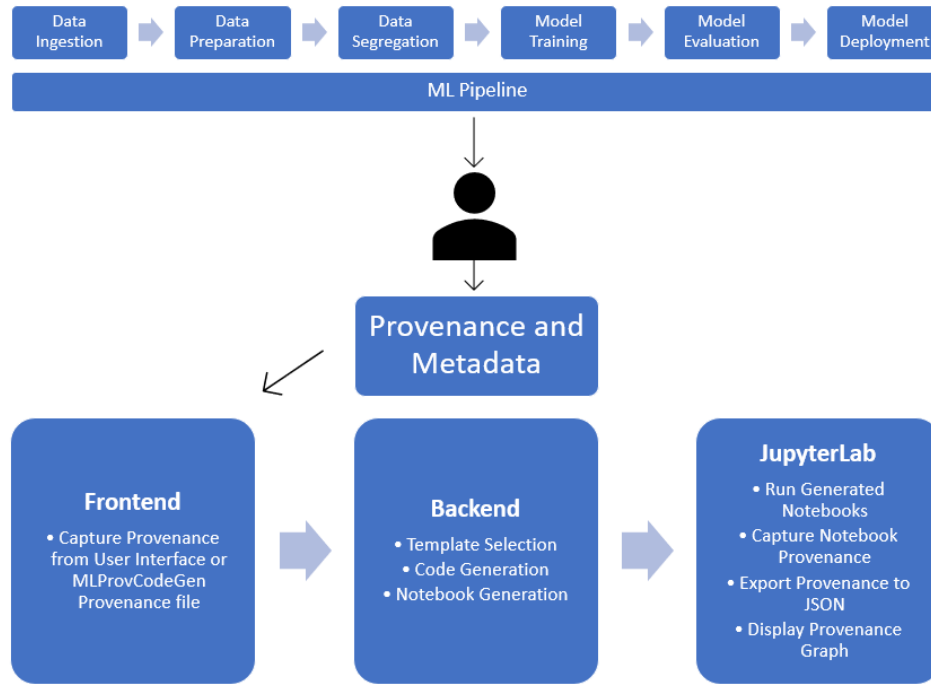 Data
Ingestion
Data
Preparation
Data
Segregation
Model
Training
Model
Evaluation
Model
Deployment
ML Pipeline
Provenance and
Metadata
Frontend
• Capture Provenance
from User Interface or
MLProvCodeGen
Provenance file
Backend
• Template Selection
• Code Generation
• Notebook Generation
JupyterLab
• Run Generated
Notebooks
• Capture Notebook
Provenance
• Export Provenance to
JSON
• Display Provenance
Graph